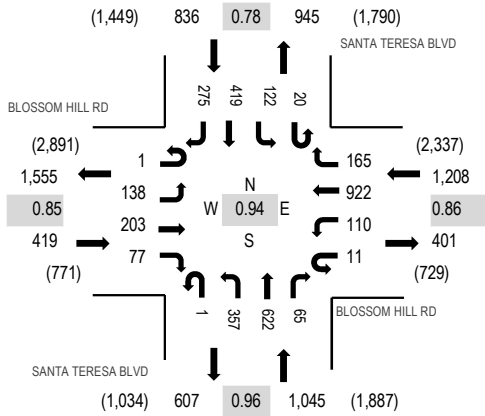 (1,449) 836 0.78 945 (1,790)
SANTA TERESA BLVD
BLOSSOM HILL RD
275 419 122 20
(2,891) (2,337)
1,555 1 165 1,208
138 922
0.85 203 W N 0.94 S E 110 0.86
419 77 11 401
(771) (729)
1 357 622 65
BLOSSOM HILL RD
SANTA TERESA BLVD
(1,034) 607 0.96 1,045 (1,887)